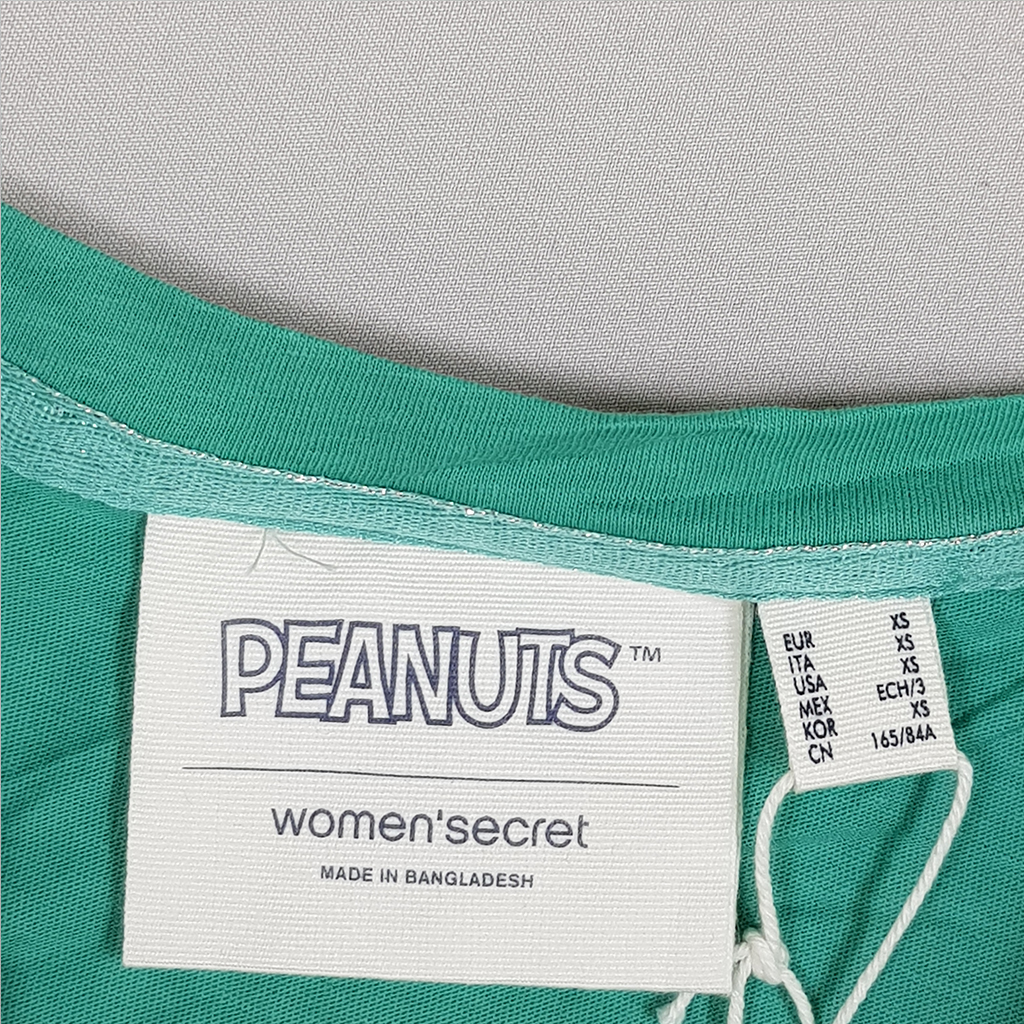 PEANUTS™
women'secret
MADE IN BANGLADESH
EUR XS
ITA XS
USA XS
MEX ECH/3
KOR XS
CN 165/84A